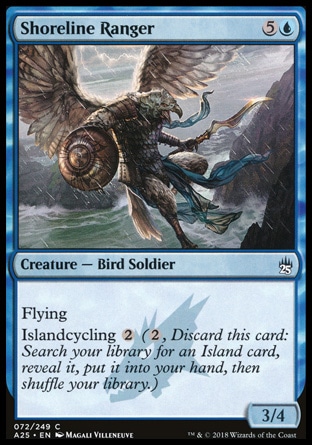 Shoreline Ranger 5
Creature — Bird Soldier 25
Flying
Islandcycling 2 (2, Discard this card:
Search your library for an Island card,
reveal it, put it into your hand, then
shuffle your library.)
3/4
072/249 C
A25 • EN Magali Villeneuve ™ & © 2018 Wizards of the Coast